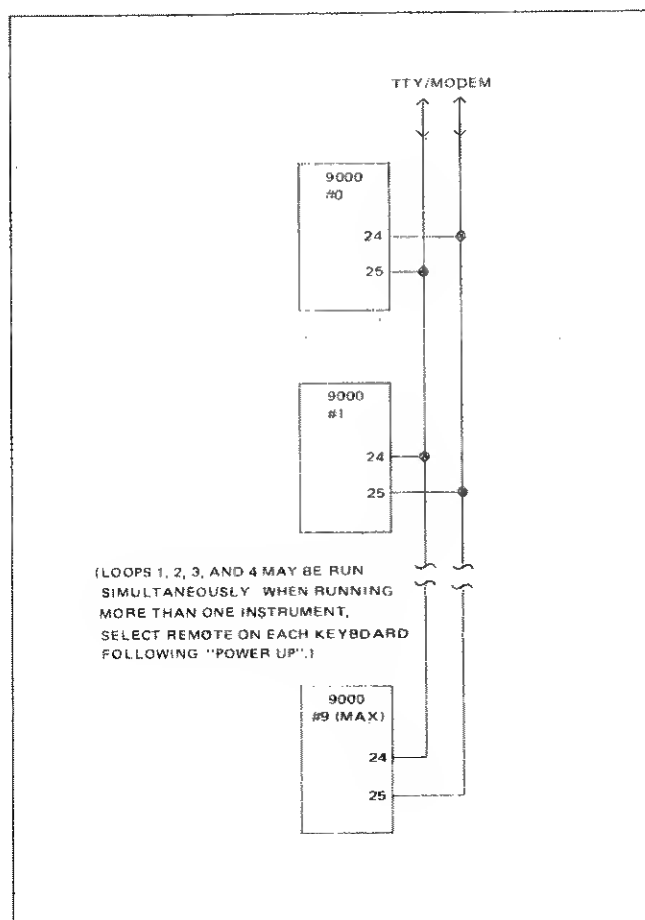 TTY/MODEM
9000
#0
24
25
9000
#1
24
25
(LOOPS 1, 2, 3, AND 4 MAY BE RUN
SIMULTANEOUSLY WHEN RUNNING
MORE THAN ONE INSTRUMENT,
SELECT REMOTE ON EACH KEYBOARD
FOLLOWING "POWER UP".)
9000
#9 (MAX)
24
25